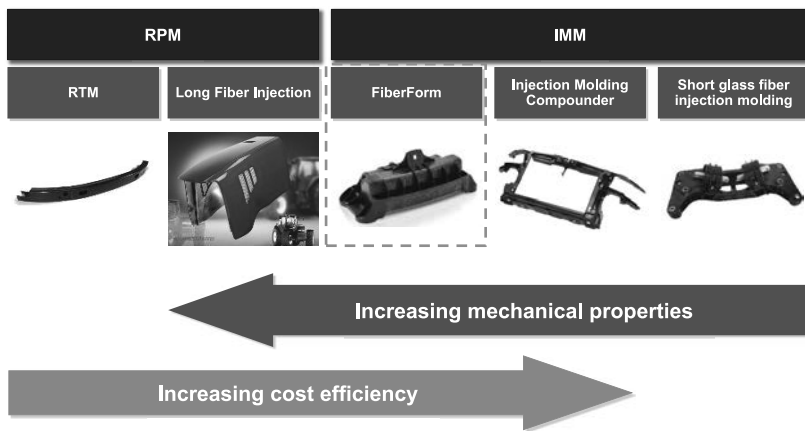 RPM
IMM
RTM
Long Fiber Injection
FiberForm
Injection Molding
Compounder
Short glass fiber
injection molding
Increasing mechanical properties
Increasing cost efficiency